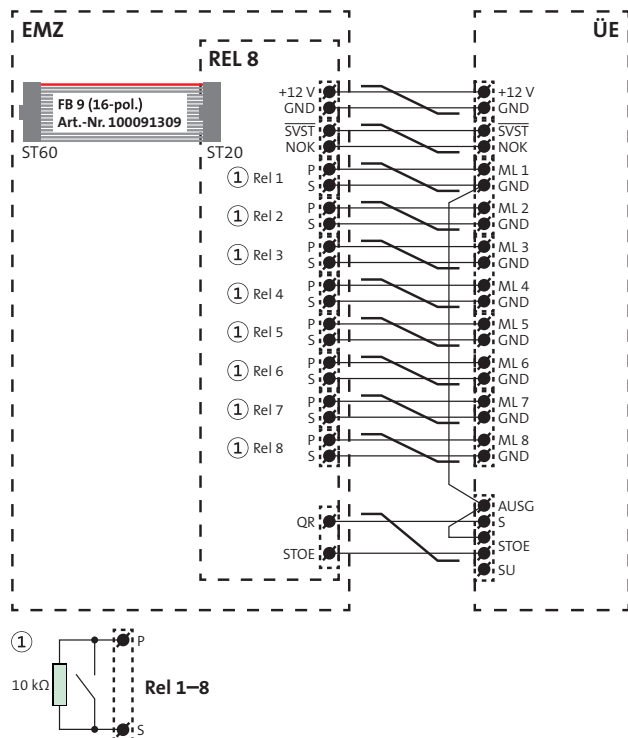 EMZ
ÜE
REL 8
FB 9 (16-pol.)
Art.-Nr. 100091309
ST60
ST20
+12 V
GND
SVST
NOK
+12 V
GND
SVST
NOK
1 Rel 1
P
S
ML 1
GND
1 Rel 2
P
S
ML 2
GND
1 Rel 3
P
S
ML 3
GND
1 Rel 4
P
S
ML 4
GND
1 Rel 5
P
S
ML 5
GND
1 Rel 6
P
S
ML 6
GND
1 Rel 7
P
S
ML 7
GND
1 Rel 8
P
S
ML 8
GND
QR
STOE
AUSG
S
STOE
SU
1
P
10 kΩ
Rel 1–8
S